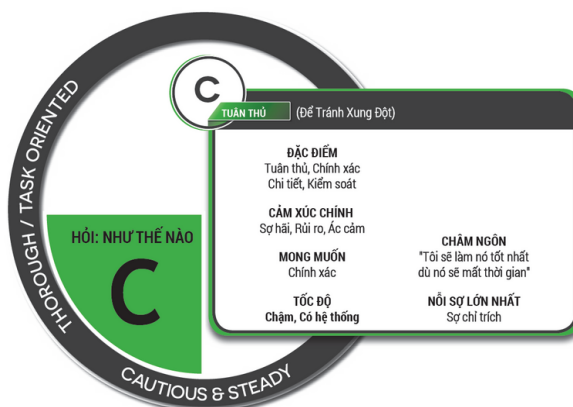 THOROUGH / TASK ORIENTED
CAUTIOUS & STEADY
HỎI: NHƯ THẾ NÀO
C
C
TUÂN THỦ (Để Tránh Xung Đột)
ĐẶC ĐIỂM
Tuân thủ, Chính xác
Chi tiết, Kiểm soát
CẢM XÚC CHÍNH
Sợ hãi, Rủi ro, Ác cảm
MONG MUỐN
Chính xác
TỐC ĐỘ
Chậm, Có hệ thống
CHÂM NGÔN
"Tôi sẽ làm nó tốt nhất
dù nó sẽ mất thời gian"
NỖI SỢ LỚN NHẤT
Sợ chỉ trích